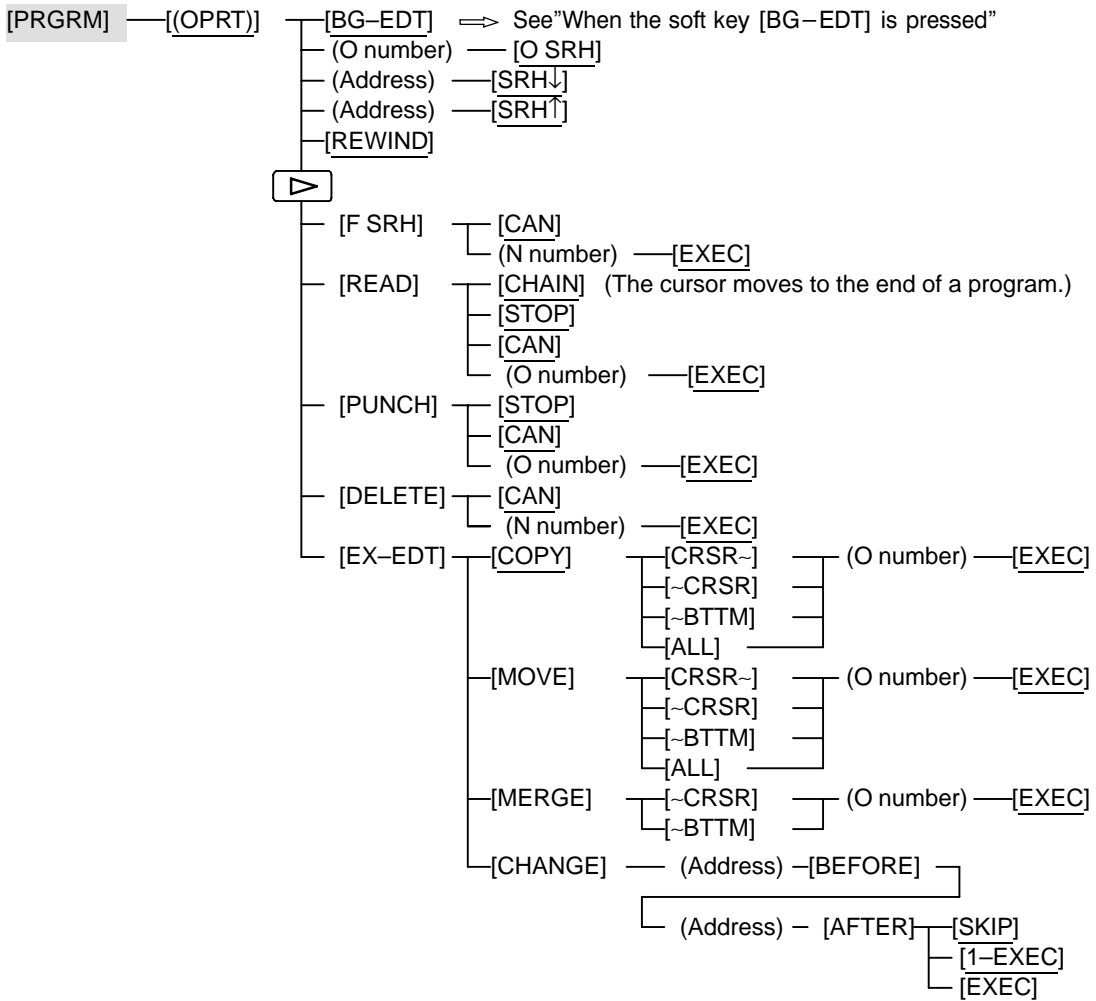 [PRGRM] [(OPRT)] [BG–EDT] ⇒ See”When the soft key [BG−EDT] is pressed”
(O number) [O SRH]
(Address) [SRH↓]
(Address) [SRH↑]
[REWIND]
[F SRH] [CAN]
(N number) [EXEC]
[READ] [CHAIN] (The cursor moves to the end of a program.)
[STOP]
[CAN]
(O number) [EXEC]
[PUNCH] [STOP]
[CAN]
(O number) [EXEC]
[DELETE] [CAN]
(N number) [EXEC]
[EX–EDT] [COPY] [CRSR~] (O number) [EXEC]
[~CRSR]
[~BTTM]
[ALL]
[MOVE] [CRSR~] (O number) [EXEC]
[~CRSR]
[~BTTM]
[ALL]
[MERGE] [~CRSR] (O number) [EXEC]
[~BTTM]
[CHANGE] (Address) [BEFORE]
(Address) [AFTER] [SKIP]
[1–EXEC]
[EXEC]